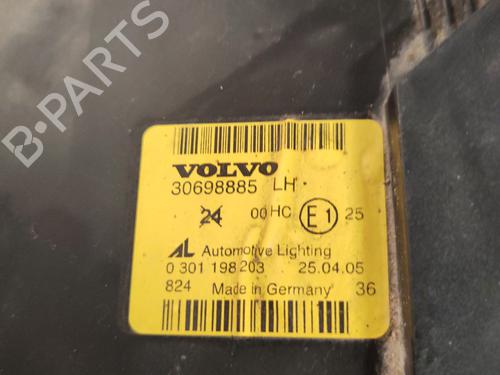 B-PARTS
VOLVO
30698885 LH
24 00HC E1 25
AL Automotive Lighting
0 301 198 203 25.04.05
824 Made in Germany 36